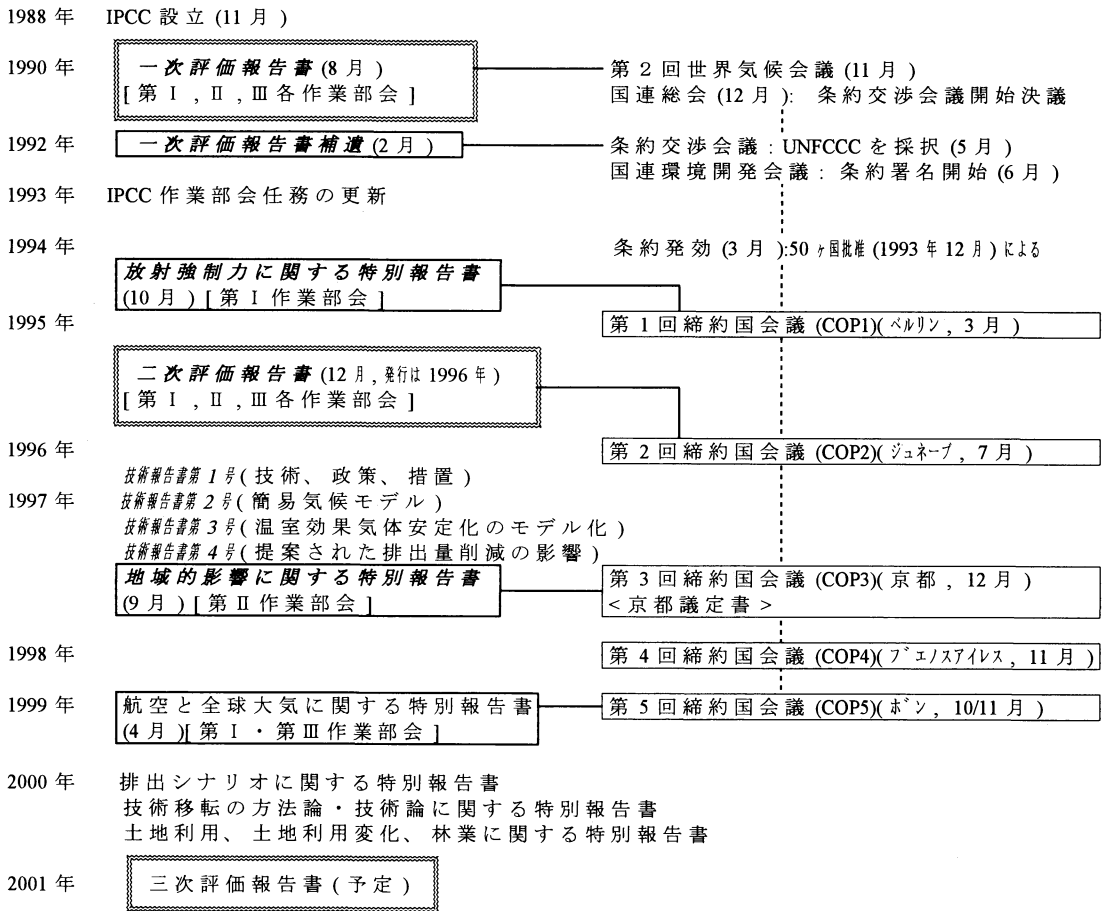 1988 年 IPCC 設立 (11 月 )
1990 年 一次評価報告書 (8 月 )
[ 第 Ⅰ , Ⅱ , Ⅲ 各作業部会 ]
第 2 回世界気候会議 (11 月 )
国連総会 (12 月 ): 条約交渉会議開始決議
1992 年 一次評価報告書補遺 (2 月 )
条約交渉会議 : UNFCCC を採択 (5 月 )
国連環境開発会議 : 条約署名開始 (6 月 )
1993 年 IPCC 作業部会任務の更新
1994 年 条約発効 (3 月 ):50 ヶ国批准 (1993 年 12 月 ) による
放射強制力に関する特別報告書
(10 月 ) [ 第 Ⅰ 作業部会 ]
1995 年 第 1 回締約国会議 (COP1)( ベルリン , 3 月 )
二次評価報告書 (12 月 , 発行は 1996 年 )
[ 第 Ⅰ , Ⅱ , Ⅲ 各作業部会 ]
1996 年 第 2 回締約国会議 (COP2)( ジュネーブ , 7 月 )
技術報告書第 1 号 ( 技術、政策、措置 )
1997 年 技術報告書第 2 号 ( 簡易気候モデル )
技術報告書第 3 号 ( 温室効果気体安定化のモデル化 )
技術報告書第 4 号 ( 提案された排出量削減の影響 )
地域的影響に関する特別報告書
(9 月 ) [ 第 Ⅱ 作業部会 ]
第 3 回締約国会議 (COP3)( 京都 , 12 月 )
< 京都議定書 >
1998 年 第 4 回締約国会議 (COP4)( ブエノスアイレス , 11 月 )
1999 年 航空と全球大気に関する特別報告書
(4 月 )[ 第 Ⅰ ・ 第 Ⅲ 作業部会 ]
第 5 回締約国会議 (COP5)( ボン , 10/11 月 )
2000 年 排出シナリオに関する特別報告書
技術移転の方法論・技術論に関する特別報告書
土地利用、土地利用変化、林業に関する特別報告書
2001 年 三次評価報告書 ( 予定 )